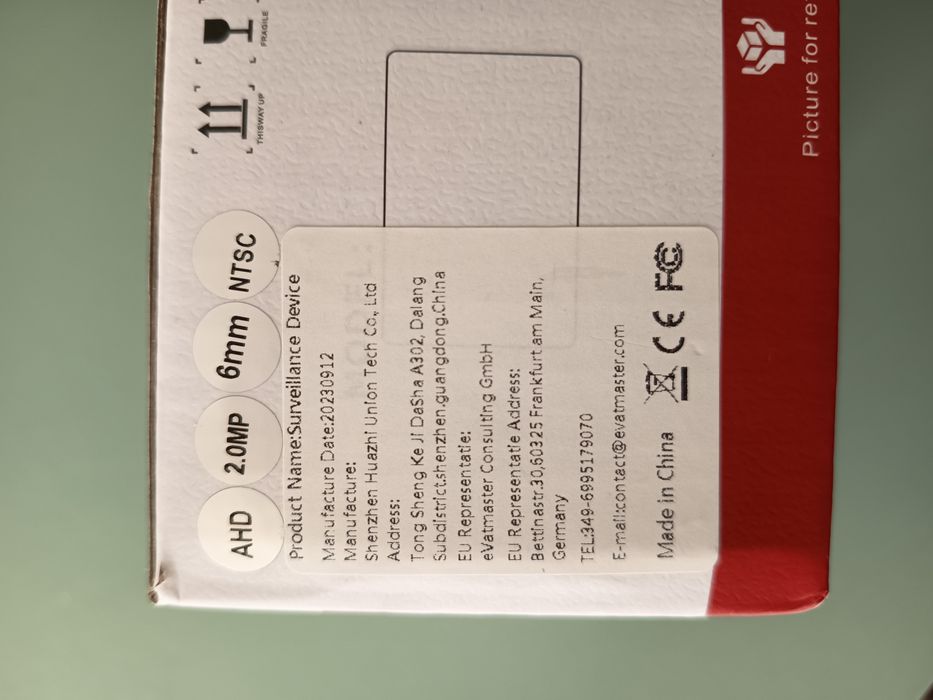 FRAGILE
THISWAY UP
AHD
2.0MP
6mm
NTSC
Product Name:Surveillance Device
Manufacture Date:20230912
Manufacture:
Shenzhen Huazhi Union Tech Co., Ltd
Address:
Tong Sheng Ke Ji DaSha A302, Dalang
Subdistrict.shenzhen.guangdong.China
EU Representatie:
eVatmaster Consulting GmbH
EU Representatie Address:
Bettinastr.30,60325 Frankfurt am Main,
Germany
TEL:349-6995179070
E-mail:contact@evatmaster.com
Made in China
CE FC
Picture for re